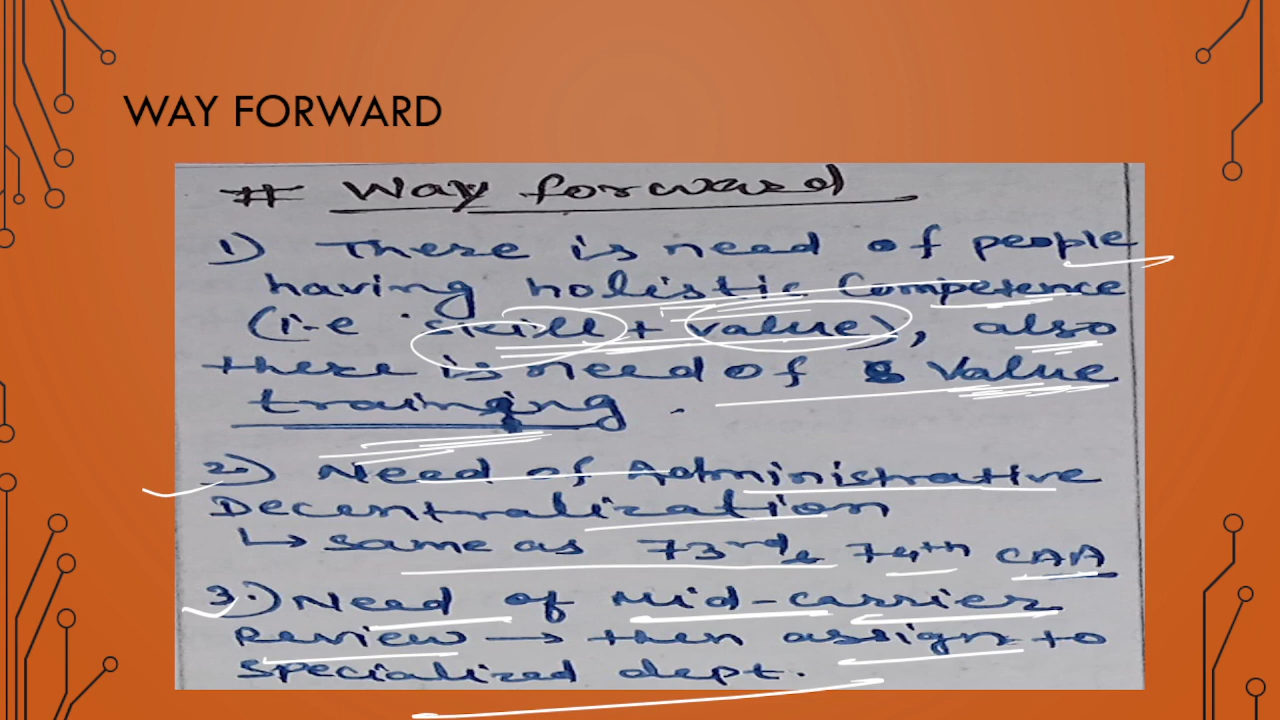 WAY FORWARD
# Way forward
1) There is need of people
having holistic Competence
(i.e skill + value), also
there is need of Value
training.
2.) Need of Administrative
Decentralization
↳ same as 73rd & 74th CAA
3.) Need of Mid-carrier
Review → then assign to
specialized dept.